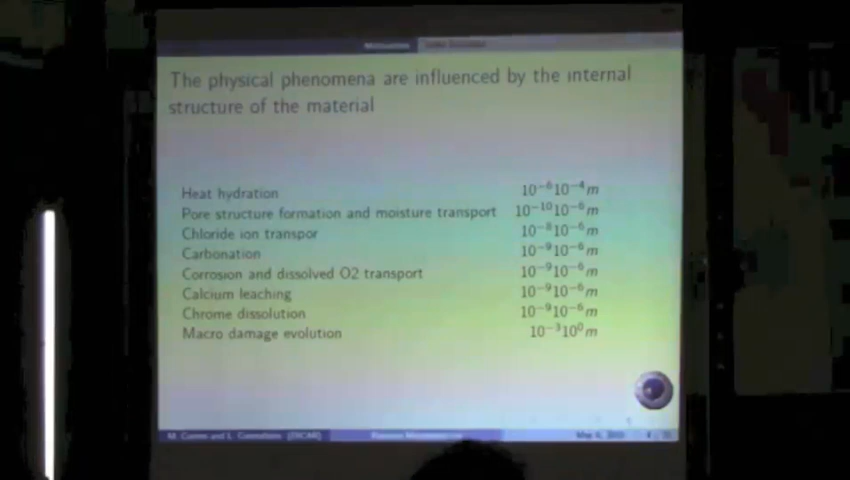 Motivation
The physical phenomena are influenced by the internal
structure of the material
Heat hydration 10⁻⁶10⁻⁴m
Pore structure formation and moisture transport 10⁻¹⁰10⁻⁶m
Chloride ion transpor 10⁻⁸10⁻⁶m
Carbonation 10⁻⁹10⁻⁶m
Corrosion and dissolved O2 transport 10⁻⁹10⁻⁶m
Calcium leaching 10⁻⁹10⁻⁶m
Chrome dissolution 10⁻⁹10⁻⁶m
Macro damage evolution 10⁻³10⁰m